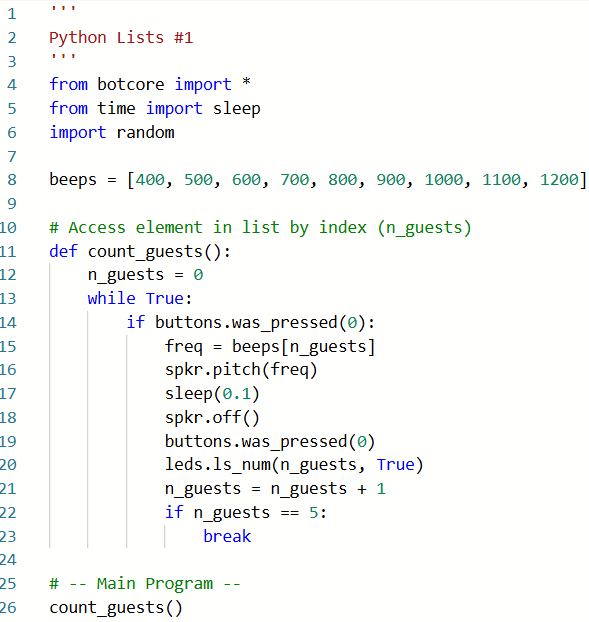 1 '''
2 Python Lists #1
3 '''
4 from botcore import *
5 from time import sleep
6 import random
7
8 beeps = [400, 500, 600, 700, 800, 900, 1000, 1100, 1200]
9
10 # Access element in list by index (n_guests)
11 def count_guests():
12     n_guests = 0
13     while True:
14         if buttons.was_pressed(0):
15             freq = beeps[n_guests]
16             spkr.pitch(freq)
17             sleep(0.1)
18             spkr.off()
19             buttons.was_pressed(0)
20             leds.ls_num(n_guests, True)
21             n_guests = n_guests + 1
22             if n_guests == 5:
23                 break
24
25 # -- Main Program --
26 count_guests()